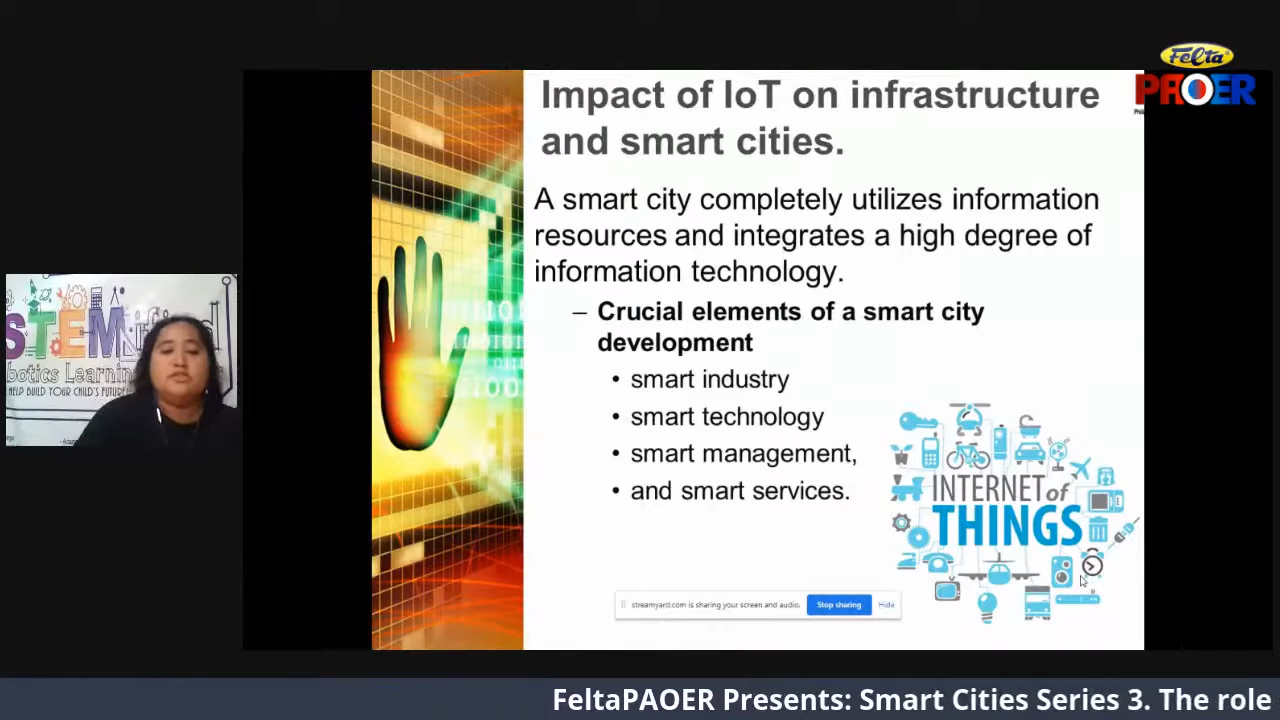 Felta
PAOER
Impact of IoT on infrastructure
and smart cities.
A smart city completely utilizes information
resources and integrates a high degree of
information technology.
– Crucial elements of a smart city
development
• smart industry
• smart technology
• smart management,
• and smart services.
INTERNET of
THINGS
STEM
botics Learning
HELP BUILD YOUR CHILD'S FUTURE
streamyard.com is sharing your screen and audio.
Stop sharing
Hide
FeltaPAOER Presents: Smart Cities Series 3. The role